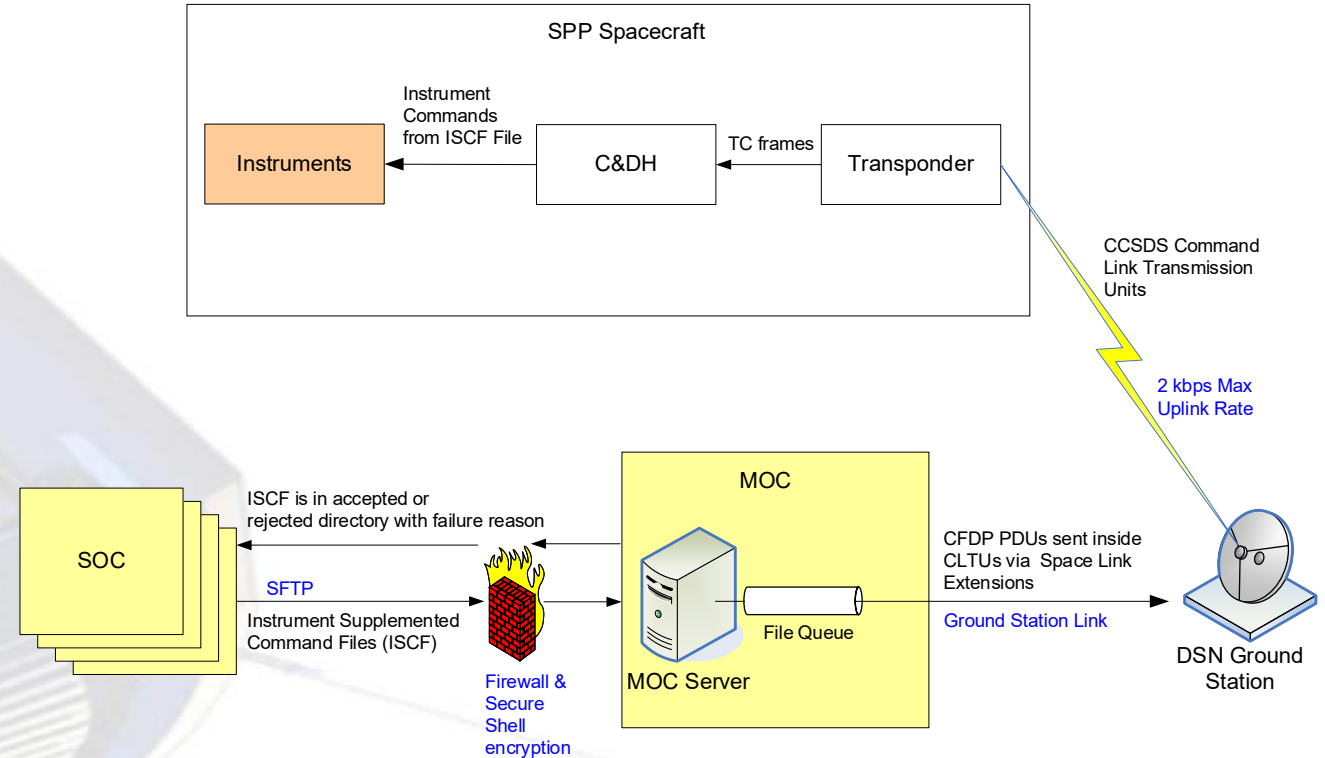 SPP Spacecraft
Instrument
Commands
from ISCF File
TC frames
Instruments
C&DH
Transponder
CCSDS Command
Link Transmission
Units
2 kbps Max
Uplink Rate
MOC
ISCF is in accepted or
rejected directory with failure reason
SOC
SFTP
Instrument Supplemented
Command Files (ISCF)
Firewall &
Secure
Shell
encryption
File Queue
MOC Server
CFDP PDUs sent inside
CLTUs via Space Link
Extensions
Ground Station Link
DSN Ground
Station